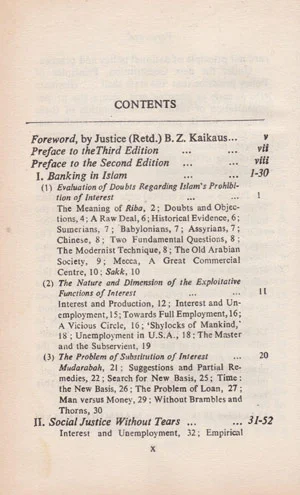 CONTENTS
Foreword, by Justice (Retd.) B. Z. Kaikaus... v
Preface to theThird Edition ... ... vii
Preface to the Second Edition ... ... viii
I. Banking in Islam ... ... 1-30
(1) Evaluation of Doubts Regarding Islam's Prohibi-
tion of Interest ... ... 1
The Meaning of Riba, 2; Doubts and Objec-
tions, 4; A Raw Deal, 6; Historical Evidence, 6;
Sumerians, 7; Babylonians, 7; Assyrians, 7;
Chinese, 8; Two Fundamental Questions, 8;
The Modernist Technique, 8; The Old Arabian
Society, 9; Mecca, A Great Commercial
Centre, 10; Sakk, 10
(2) The Nature and Dimension of the Exploitative
Functions of Interest ... ... 11
Interest and Production, 12; Interest and Un-
employment, 15; Towards Full Employment, 16;
A Vicious Circle, 16; 'Shylocks of Mankind,'
18; Unemployment in U.S.A., 18; The Master
and the Subservient, 19
(3) The Problem of Substitution of Interest ... 20
Mudarabah, 21; Suggestions and Partial Re-
medies, 22; Search for New Basis, 25; Time:
the New Basis, 26; The Problem of Loan, 27;
Man versus Money, 29; Without Brambles and
Thorns, 30
II. Social Justice Without Tears ... ... 31-52
Interest and Unemployment, 32; Empirical
X